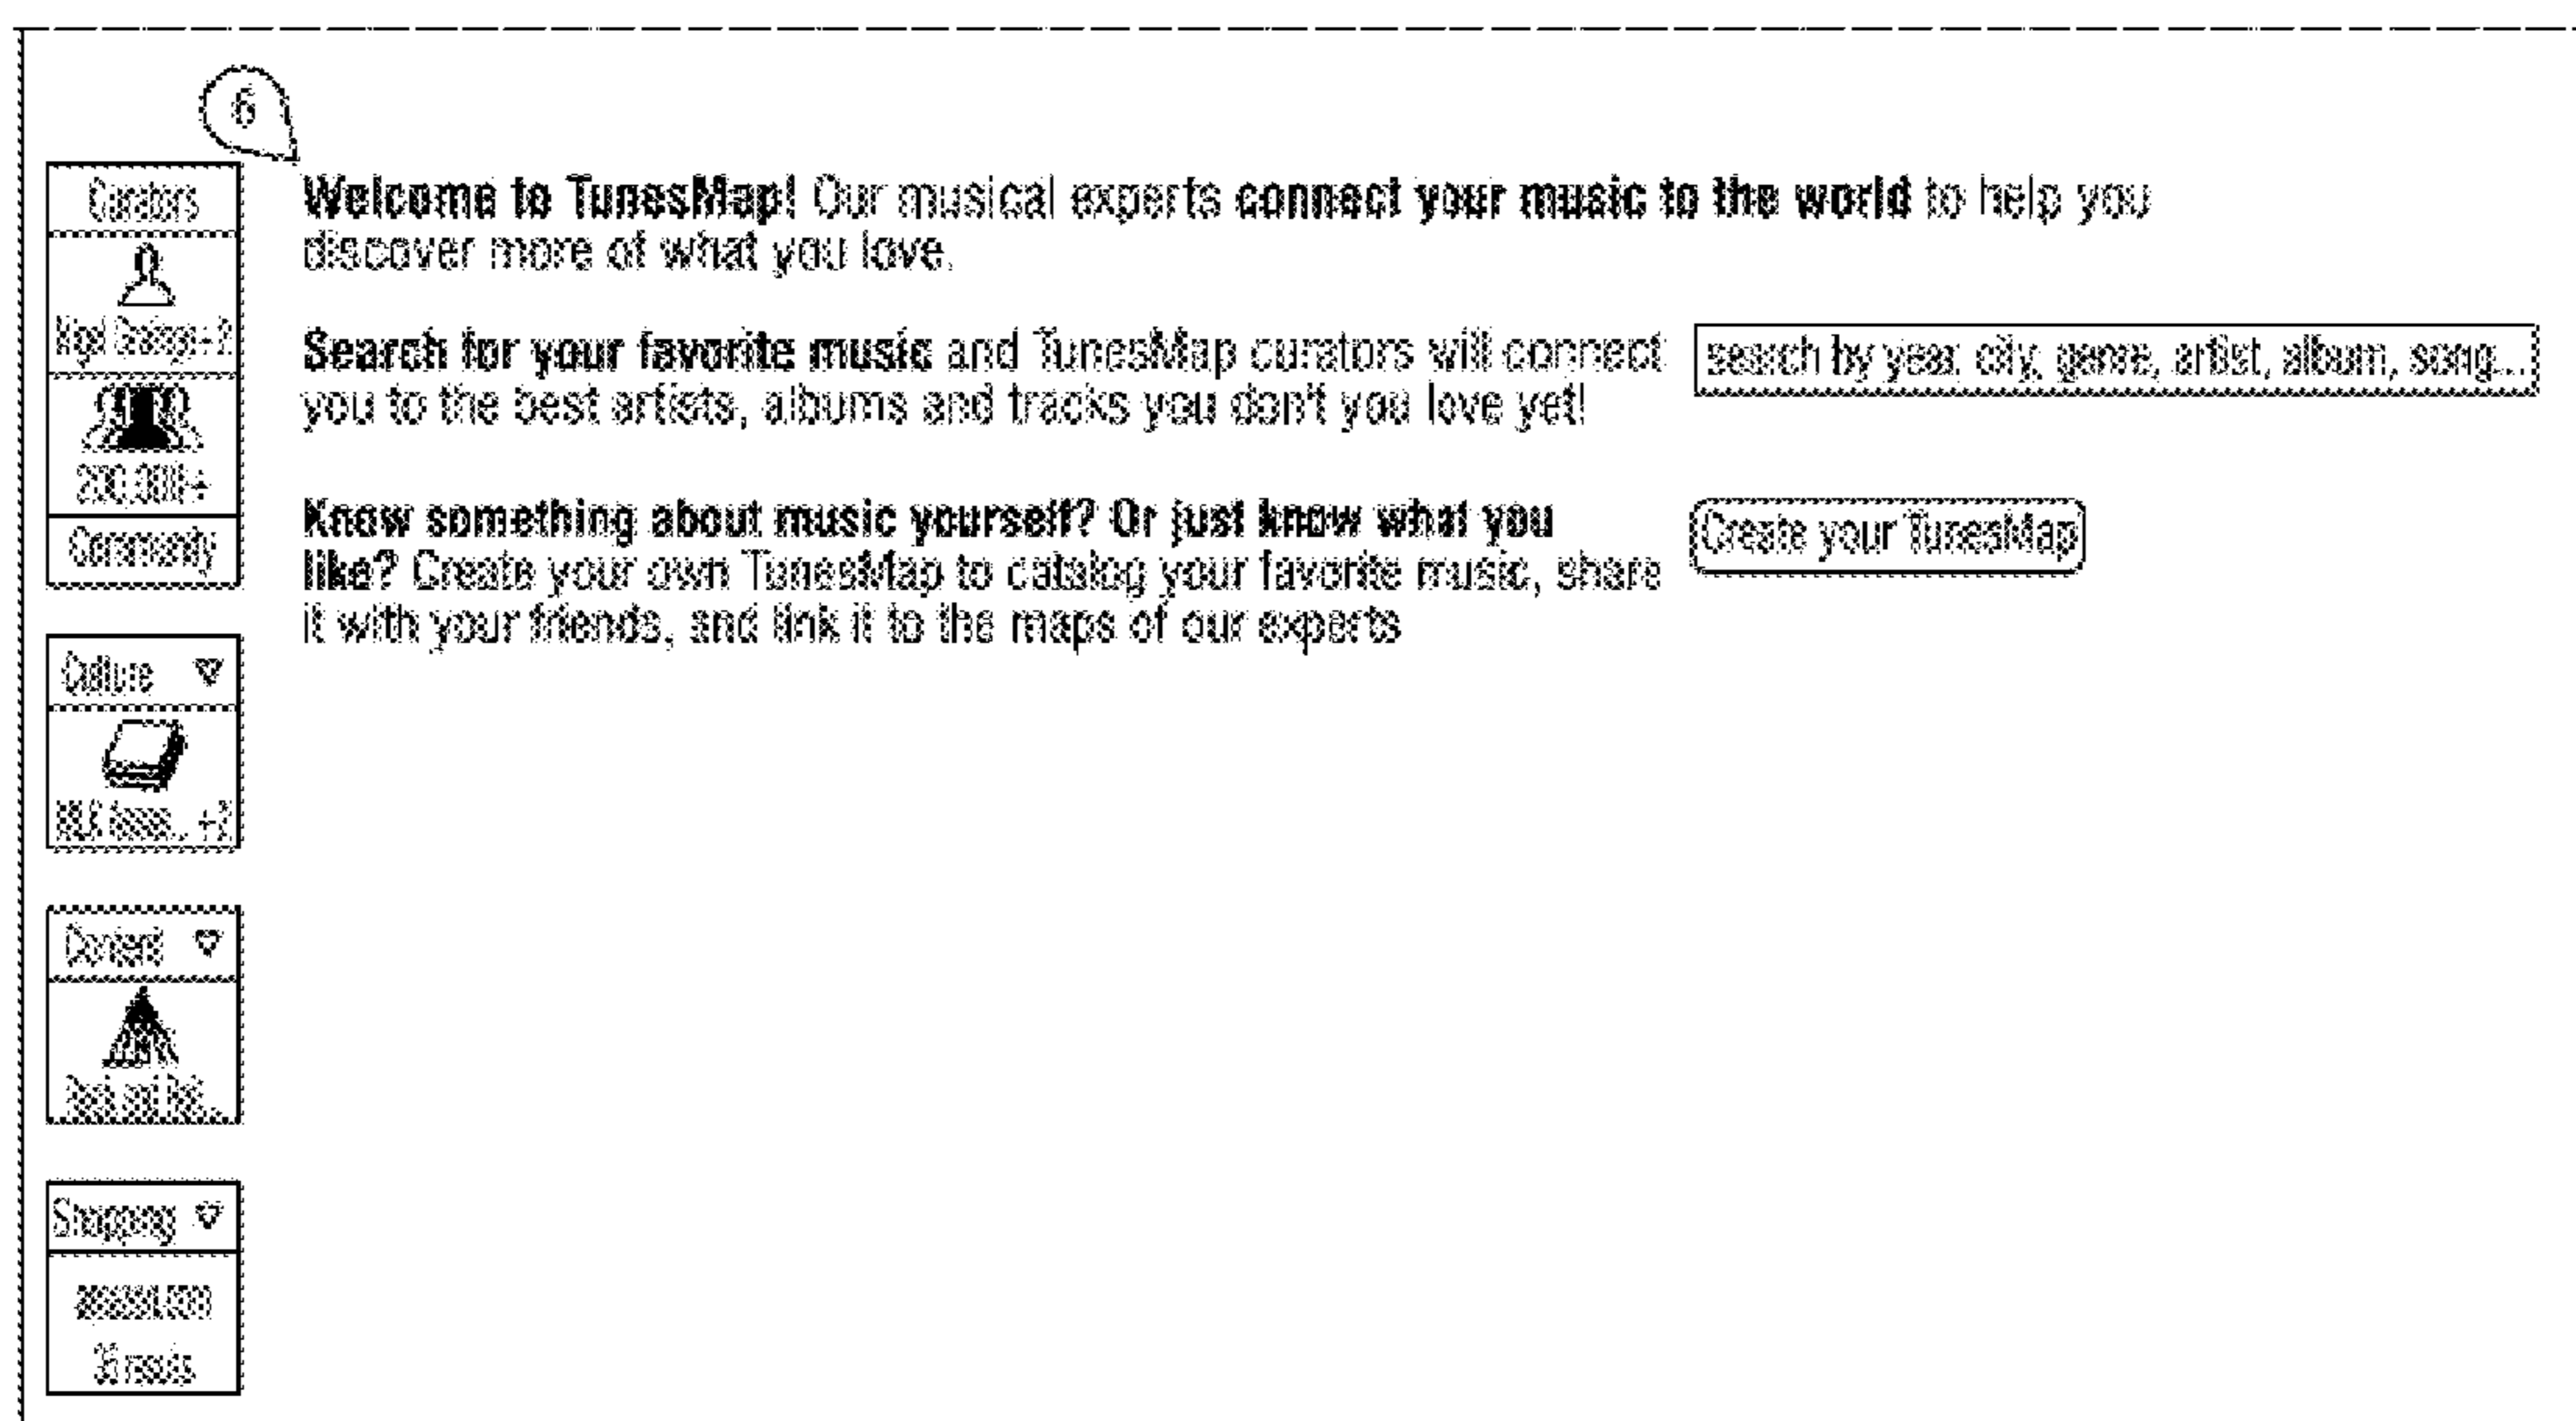 6
Curators
200,000+
Community
Welcome to TunesMap! Our musical experts connect your music to the world to help you
discover more of what you love.
Search for your favorite music and TunesMap curators will connect
you to the best artists, albums and tracks you don't you love yet!
search by year, city, genre, artist, album, song...
Know something about music yourself? Or just know what you
like? Create your own TunesMap to catalog your favorite music, share
it with your friends, and link it to the maps of our experts
Create your TunesMap
Culture
+2
Content
Rock and
Shopping
amazon.com
results